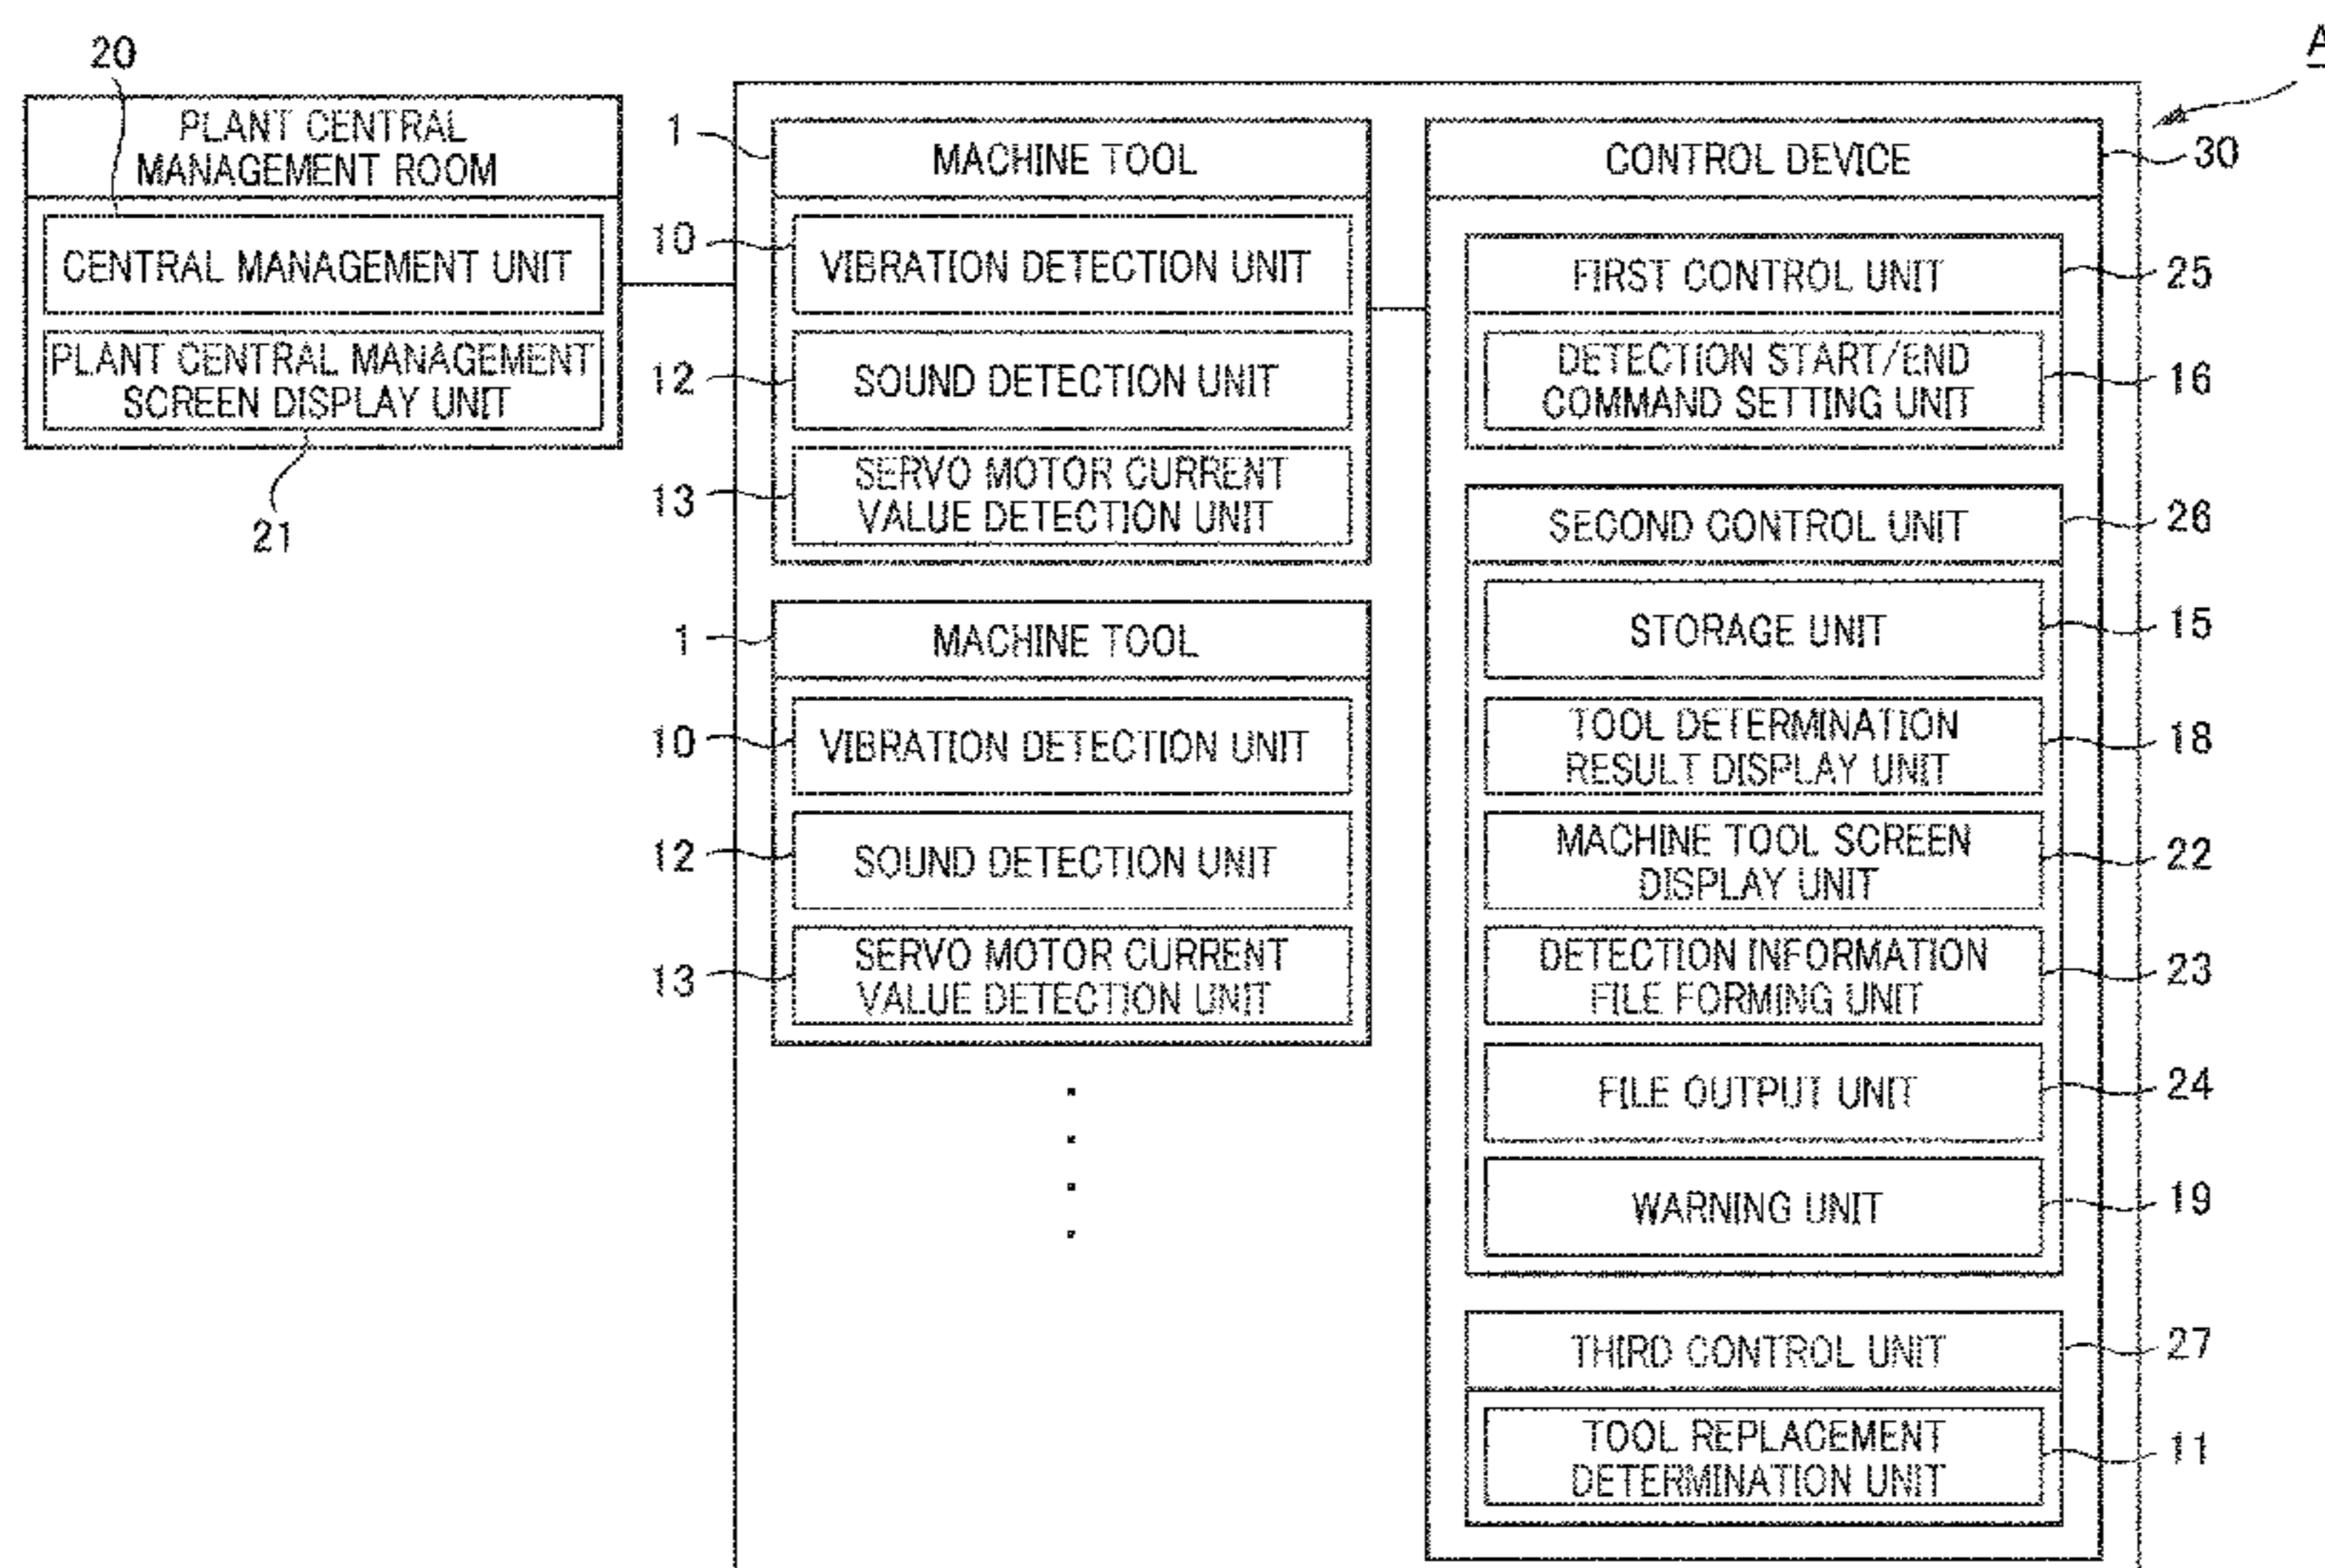 A
20
PLANT CENTRAL
MANAGEMENT ROOM
CENTRAL MANAGEMENT UNIT
PLANT CENTRAL MANAGEMENT
SCREEN DISPLAY UNIT
21
1
MACHINE TOOL
10
VIBRATION DETECTION UNIT
12
SOUND DETECTION UNIT
13
SERVO MOTOR CURRENT
VALUE DETECTION UNIT
1
MACHINE TOOL
10
VIBRATION DETECTION UNIT
12
SOUND DETECTION UNIT
13
SERVO MOTOR CURRENT
VALUE DETECTION UNIT
CONTROL DEVICE
30
FIRST CONTROL UNIT
25
DETECTION START/END
COMMAND SETTING UNIT
16
SECOND CONTROL UNIT
26
STORAGE UNIT
15
TOOL DETERMINATION
RESULT DISPLAY UNIT
18
MACHINE TOOL SCREEN
DISPLAY UNIT
22
DETECTION INFORMATION
FILE FORMING UNIT
23
FILE OUTPUT UNIT
24
WARNING UNIT
19
THIRD CONTROL UNIT
27
TOOL REPLACEMENT
DETERMINATION UNIT
11